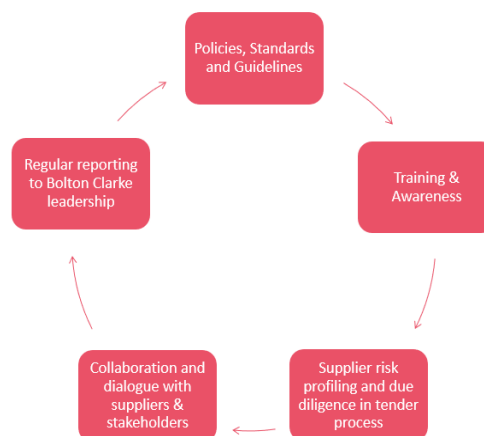 Policies, Standards
and Guidelines
Training &
Awareness
Supplier risk
profiling and due
diligence in tender
process
Collaboration and
dialogue with
suppliers &
stakeholders
Regular reporting
to Bolton Clarke
leadership